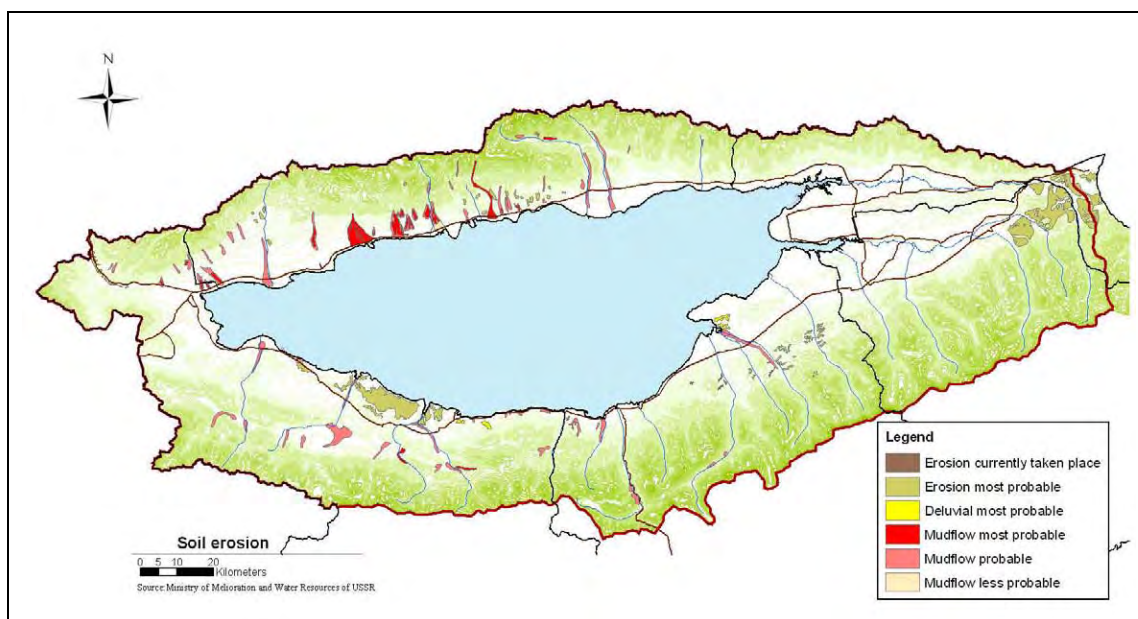 N
Soil erosion
0 5 10 20
Kilometers
Source: Ministry of Melioration and Water Resources of USSR
Legend
Erosion currently taken place
Erosion most probable
Deluvial most probable
Mudflow most probable
Mudflow probable
Mudflow less probable